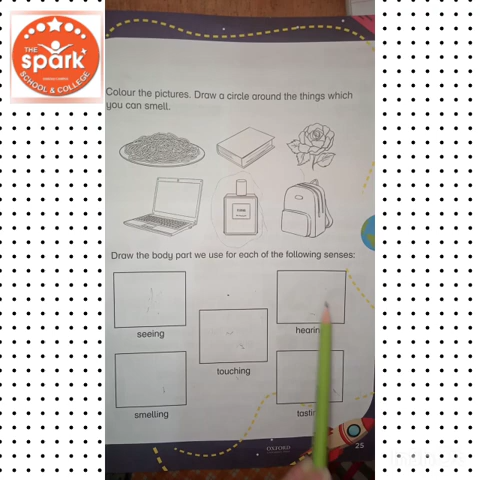 THE
spark
SCHOOL & COLLEGE
Colour the pictures. Draw a circle around the things which
you can smell.
Draw the body part we use for each of the following senses:
seeing
hearing
touching
smelling
tasting
OXFORD
25